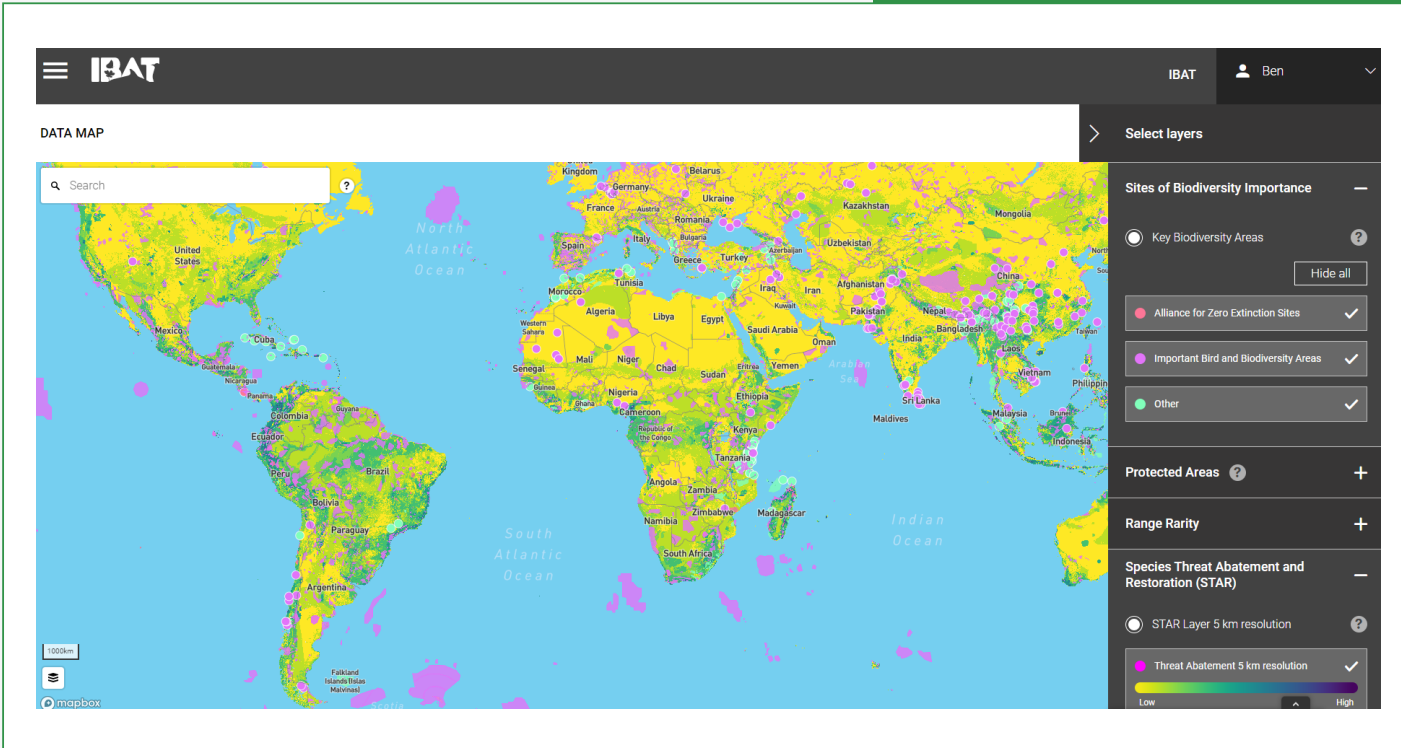 IBAT
IBAT
Ben
DATA MAP
Select layers
Search
?
Sites of Biodiversity Importance
Key Biodiversity Areas
?
Hide all
Alliance for Zero Extinction Sites
Important Bird and Biodiversity Areas
Other
Protected Areas ?
Range Rarity
Species Threat Abatement and
Restoration (STAR)
STAR Layer 5 km resolution
?
Threat Abatement 5 km resolution
Low
High
Kingdom
Belarus
Germany
Ukraine
France
Austria
Kazakhstan
Mongolia
Romania
North
Atlantic
Ocean
United
States
Spain
Italy
Bulgaria
Greece
Turkey
Azerbaijan
Uzbekistan
China
Tunisia
Morocco
Iraq
Iran
Afghanistan
Algeria
Libya
Egypt
Kuwait
Pakistan
Nepal
Western
Sahara
Saudi Arabia
Bangladesh
Taiwan
Mexico
Cuba
Oman
India
Laos
Guatemala
Mali
Niger
Chad
Sudan
Eritrea
Yemen
Arabian
Sea
Vietnam
Senegal
Nicaragua
Philippin
Panama
Guinea
Nigeria
Ethiopia
Ghana
Cameroon
Sri Lanka
Maldives
Malaysia
Brunei
Colombia
Guyana
Ecuador
Republic of
the Congo
Kenya
Indonesia
Peru
Brazil
Tanzania
Angola
Zambia
Bolivia
Namibia
Zimbabwe
Madagascar
Indian
Ocean
Paraguay
South
Atlantic
Ocean
South Africa
Argentina
1000km
Falkland
Islands (Islas
Malvinas)
Scotia
mapbox